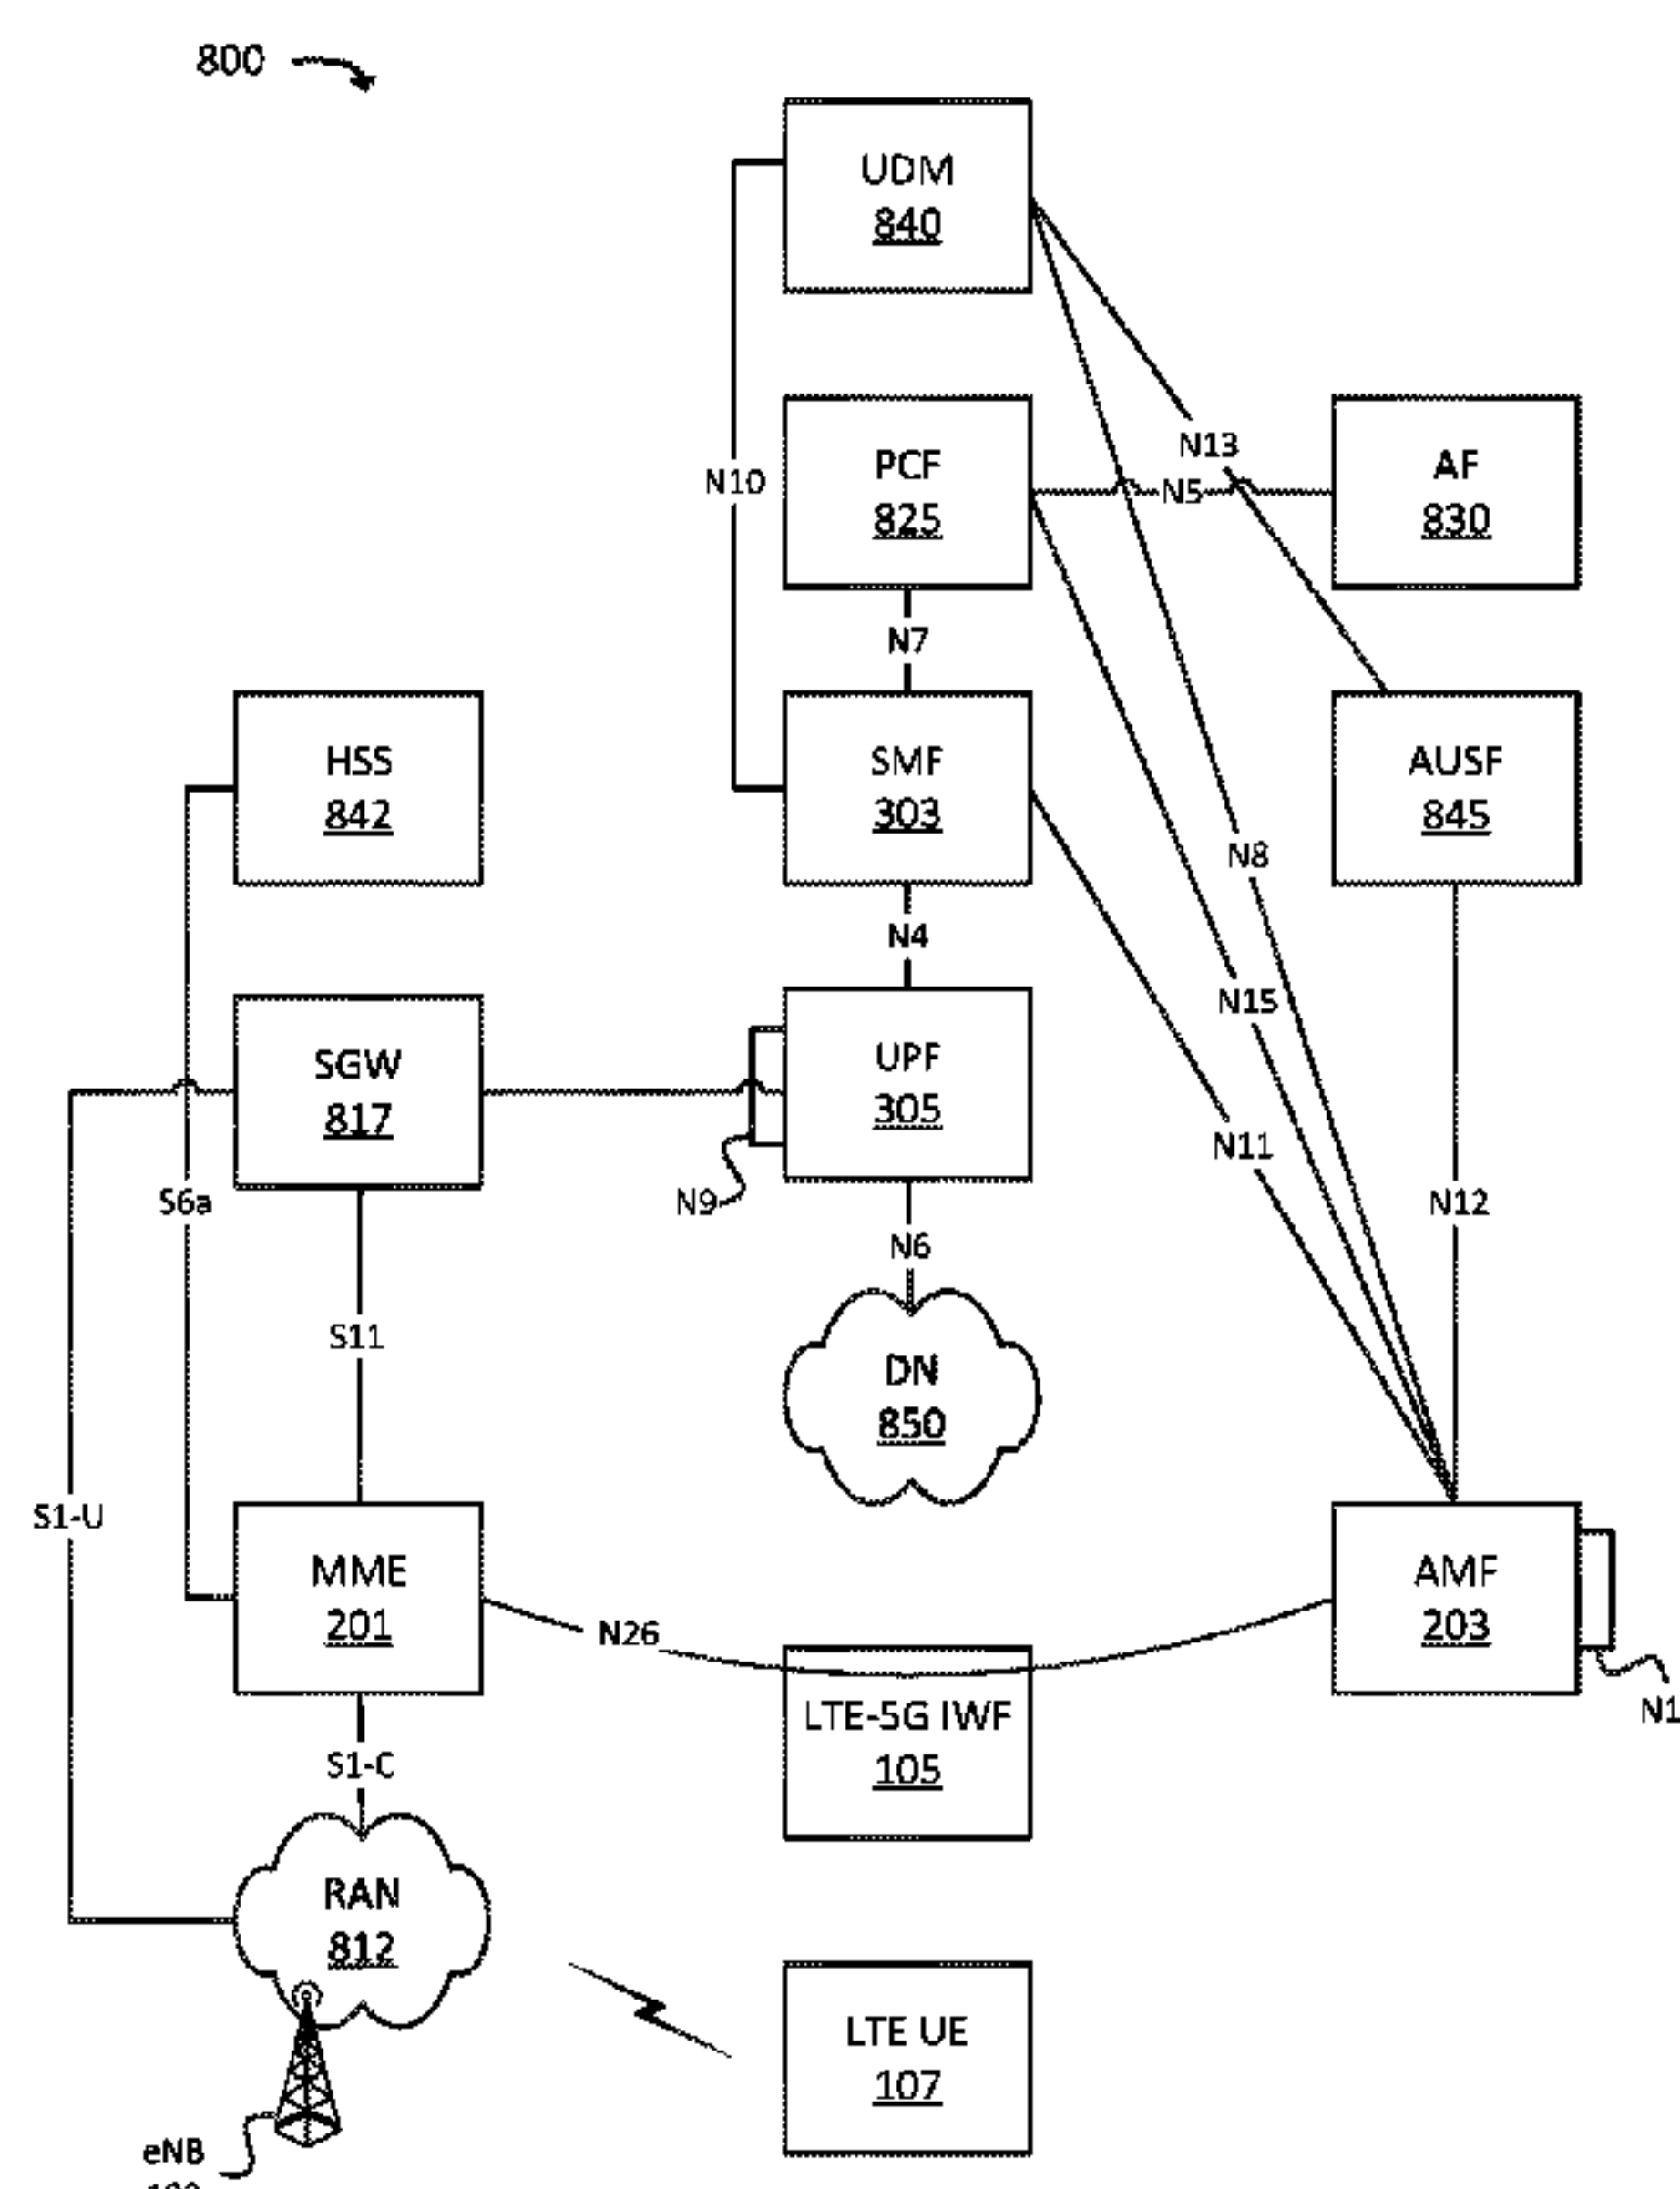 800
UDM
840
N13
N10
PCF
825
N5
AF
830
N7
HSS
842
SMF
303
AUSF
845
N8
N4
N15
SGW
817
UPF
305
N11
S6a
N9
N12
N6
S11
DN
850
S1-U
MME
201
N26
AMF
203
N1
LTE-5G IWF
105
S1-C
RAN
812
LTE UE
107
eNB